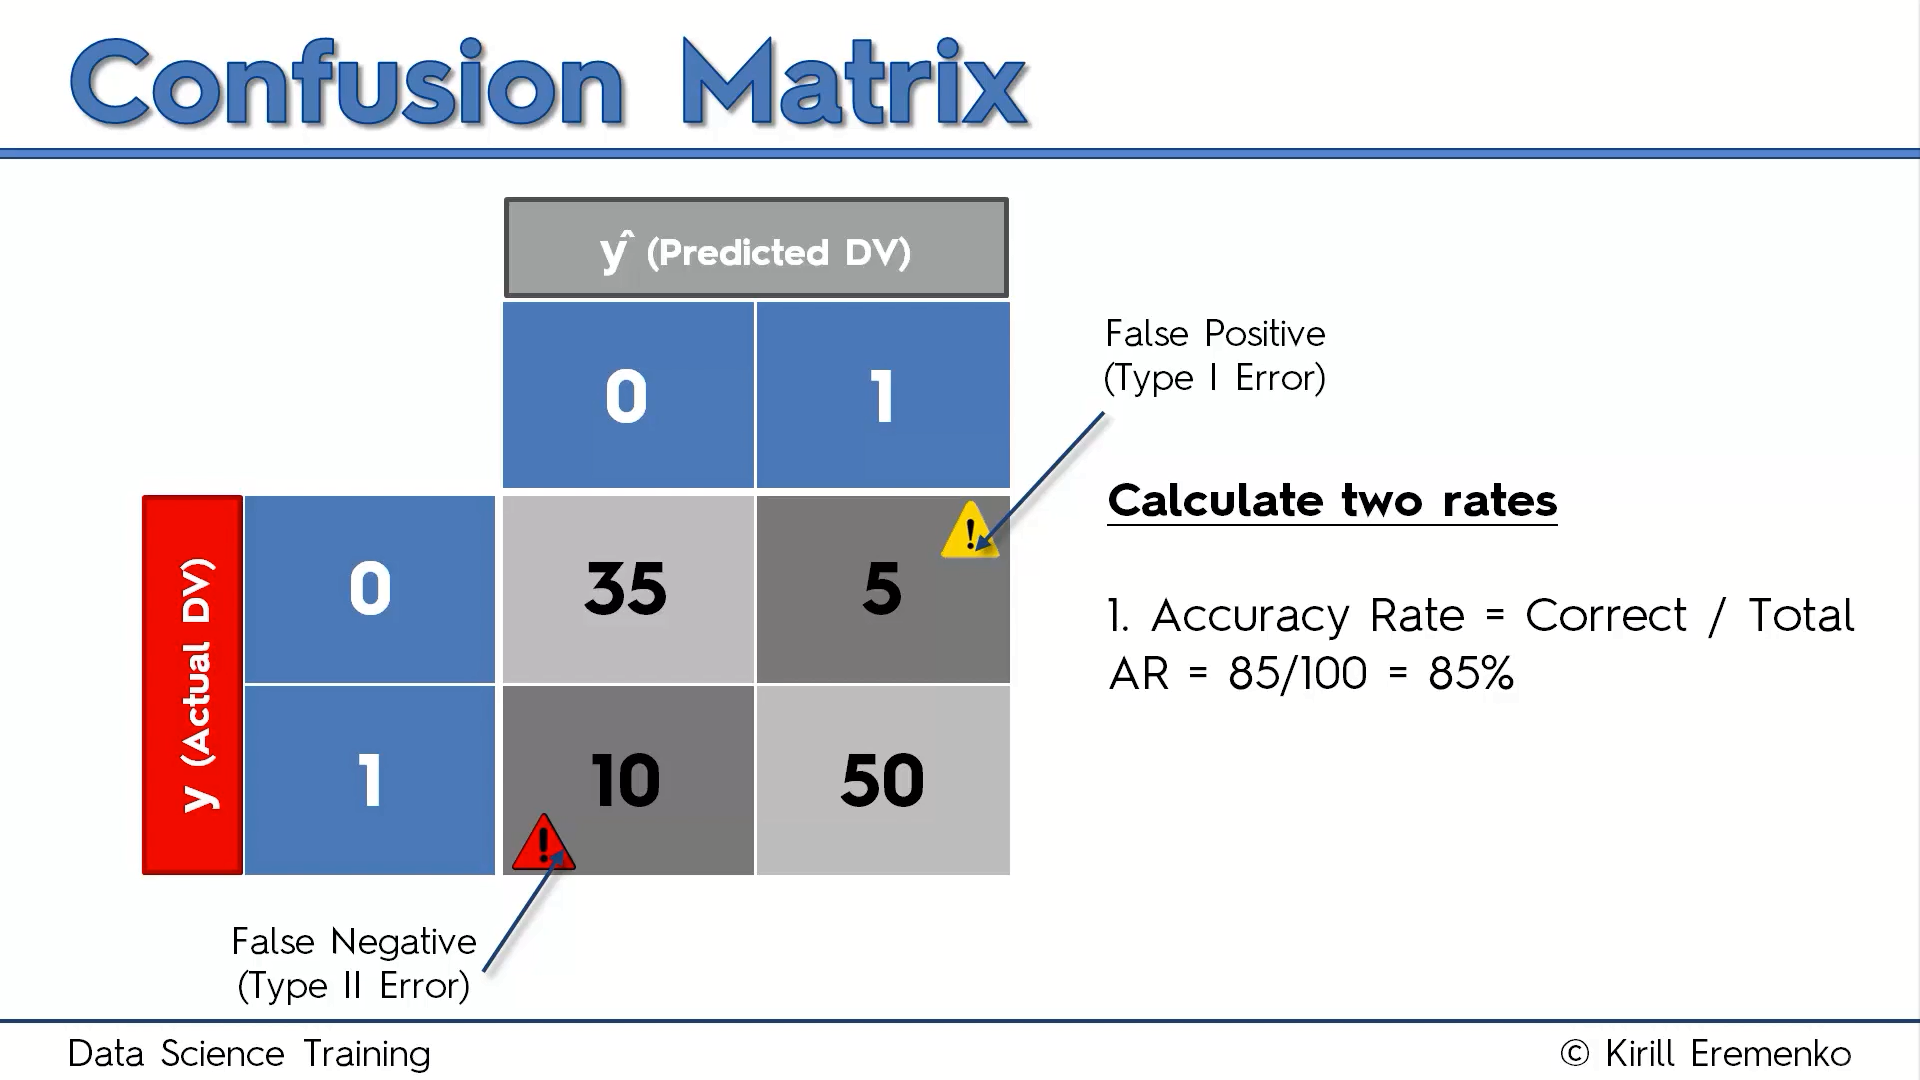 Confusion Matrix
ŷ (Predicted DV)
0 1
False Positive
(Type I Error)
Calculate two rates
y (Actual DV)
0 35 5
1. Accuracy Rate = Correct / Total
AR = 85/100 = 85%
1 10 50
False Negative
(Type II Error)
Data Science Training
© Kirill Eremenko